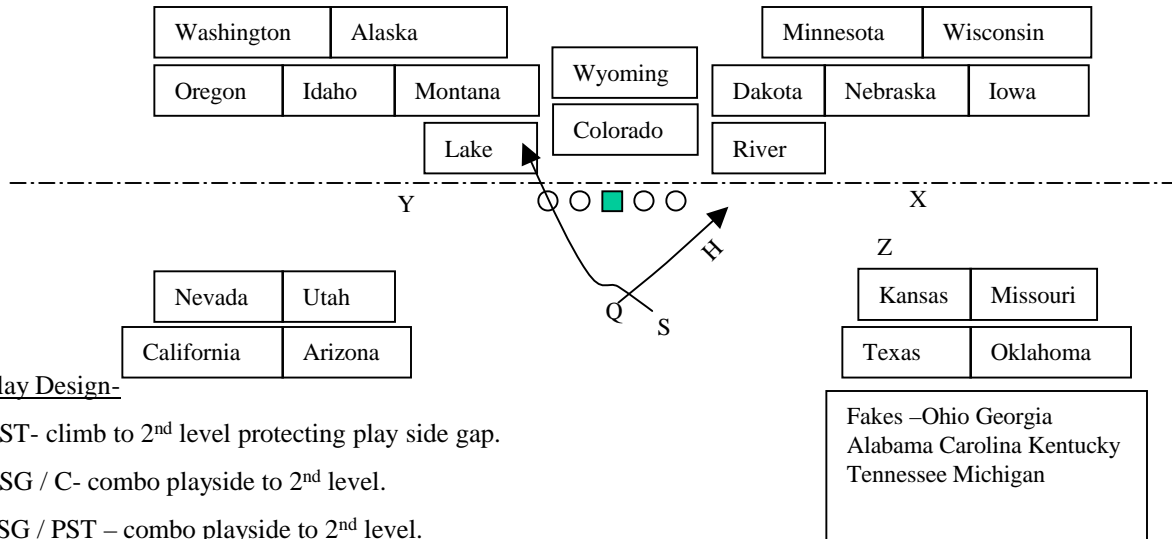 Washington Alaska Minnesota Wisconsin
Wyoming
Oregon Idaho Montana Dakota Nebraska Iowa
Colorado
Lake River
Y X
H Z
Nevada Utah Kansas Missouri
Q S
California Arizona Texas Oklahoma
lay Design-
ST- climb to 2nd level protecting play side gap.
SG / C- combo playside to 2nd level.
SG / PST – combo playside to 2nd level.
Fakes –Ohio Georgia
Alabama Carolina Kentucky
Tennessee Michigan